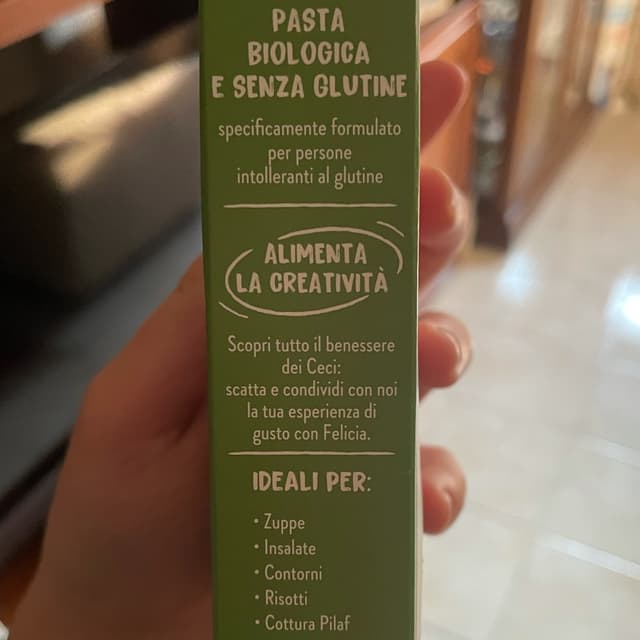 PASTA
BIOLOGICA
E SENZA GLUTINE
specificamente formulato
per persone
intolleranti al glutine
ALIMENTA
LA CREATIVITÀ
Scopri tutto il benessere
dei Ceci:
scatta e condividi con noi
la tua esperienza di
gusto con Felicia.
IDEALI PER:
• Zuppe
• Insalate
• Contorni
• Risotti
• Cottura Pilaf